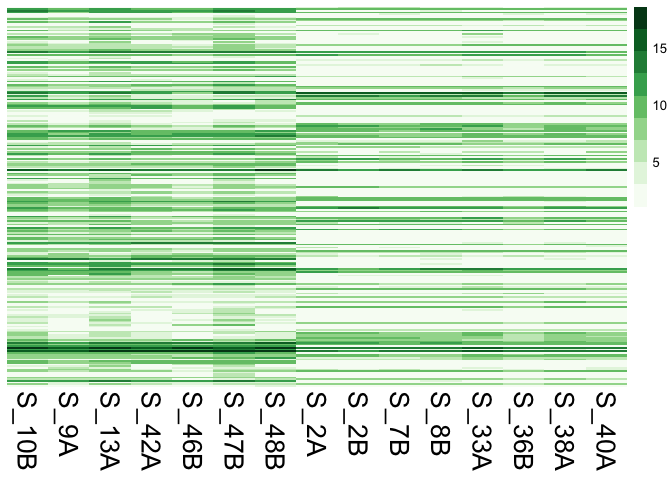 15
10
5
S_10B
S_9A
S_13A
S_42A
S_46B
S_47B
S_48B
S_2A
S_2B
S_7B
S_8B
S_33A
S_36B
S_38A
S_40A